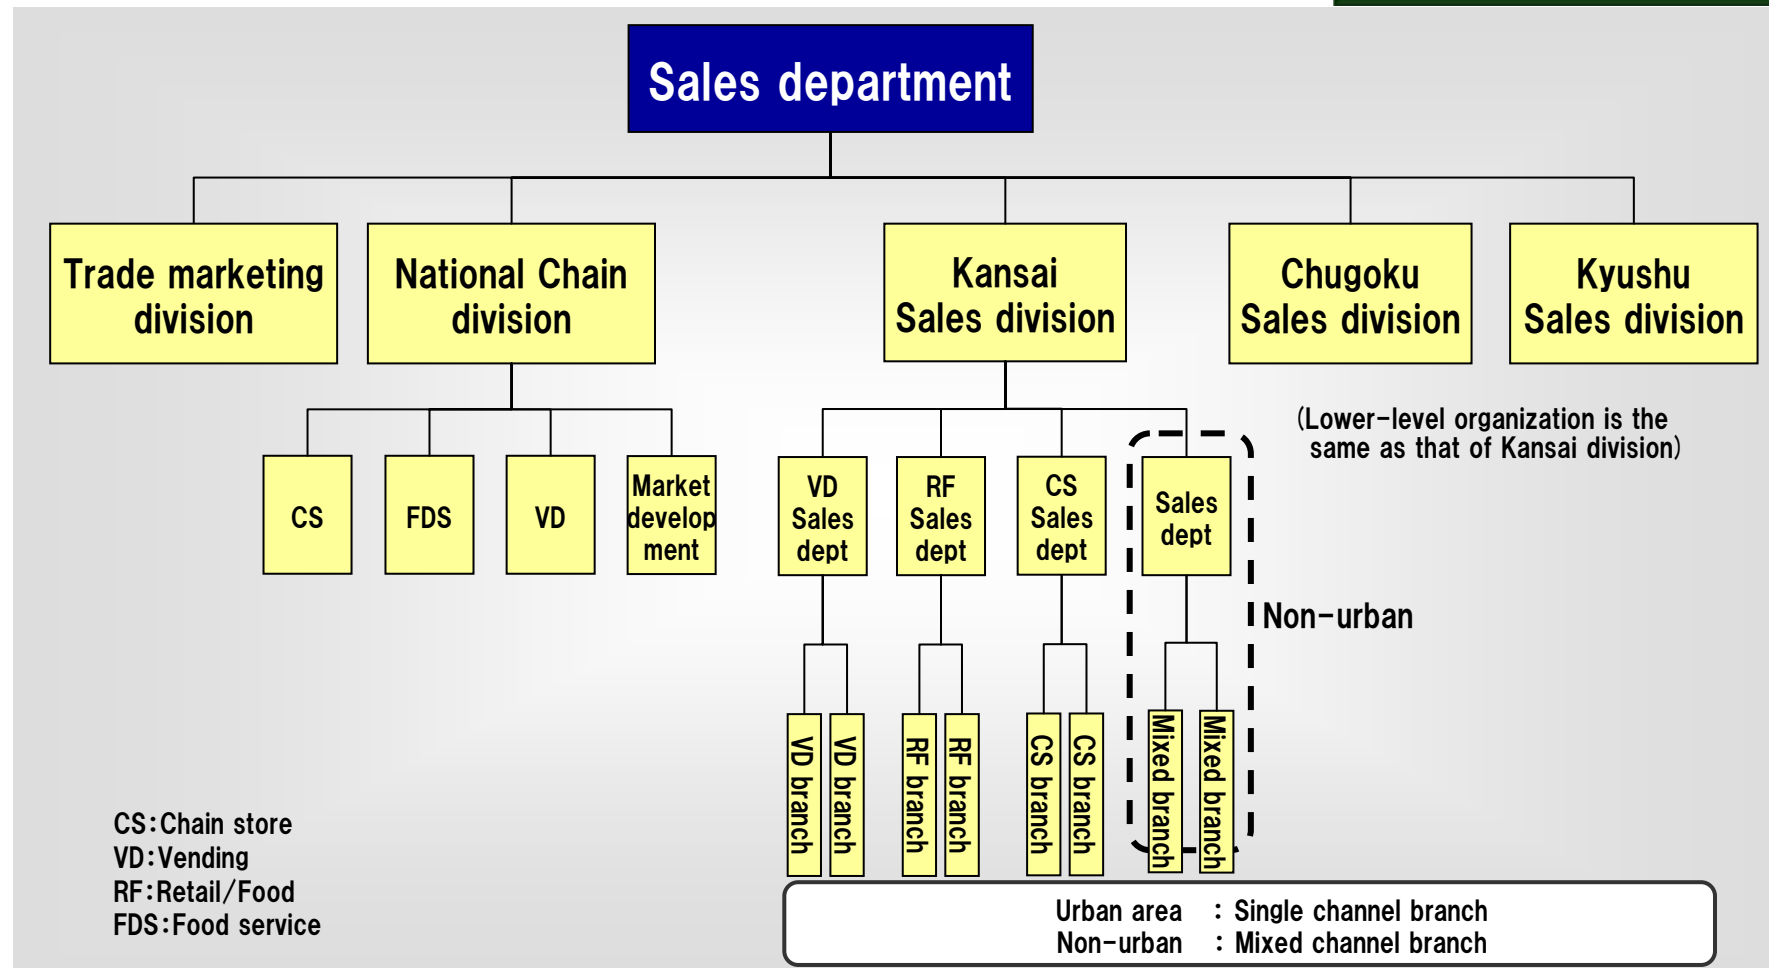 Sales department
Trade marketing
division
National Chain
division
Kansai
Sales division
Chugoku
Sales division
Kyushu
Sales division
(Lower-level organization is the
same as that of Kansai division)
CS
FDS
VD
Market
develop
ment
VD
Sales
dept
RF
Sales
dept
CS
Sales
dept
Sales
dept
Non-urban
VD branch
VD branch
RF branch
RF branch
CS branch
CS branch
Mixed branch
Mixed branch
CS:Chain store
VD:Vending
RF:Retail/Food
FDS:Food service
Urban area : Single channel branch
Non-urban : Mixed channel branch